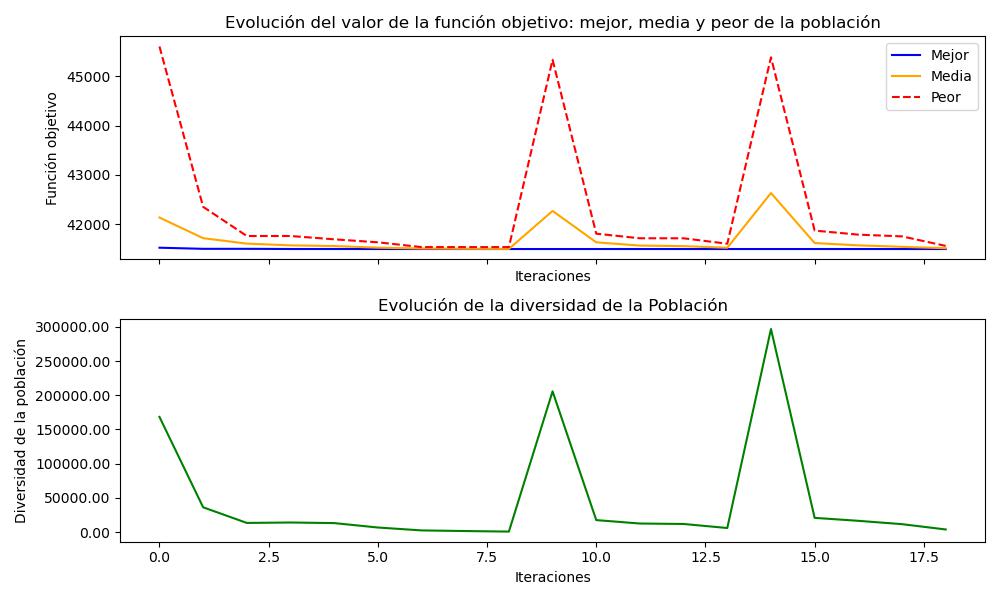 Evolución del valor de la función objetivo: mejor, media y peor de la población
Función objetivo
45000
44000
43000
42000
Mejor
Media
Peor
Iteraciones
Evolución de la diversidad de la Población
Diversidad de la población
300000.00
250000.00
200000.00
150000.00
100000.00
50000.00
0.00
0.0 2.5 5.0 7.5 10.0 12.5 15.0 17.5
Iteraciones